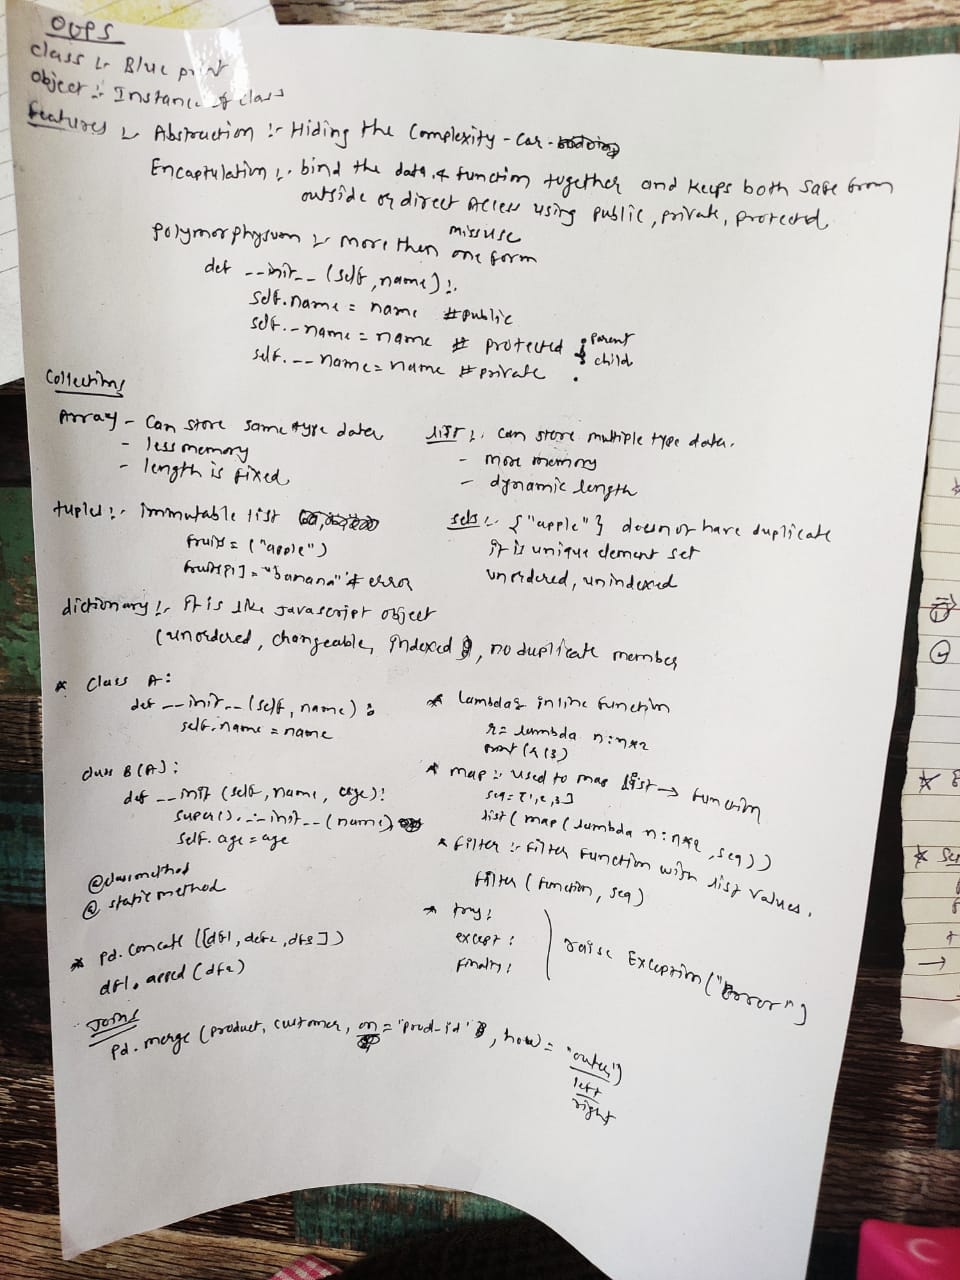 OOPS
class :- Blue print
Object :- Instance of class
Features :- Abstraction :- Hiding the Complexity - Car -
Encaptulation :- bind the data & function together and keeps both safe from
outside or direct access using public, private, protected
missuse
polymorphysum :- more then one form
def __init__ (self, name) :-
self.name = name #public
self._name = name # protected parent child
self.__name = name # private
Collections
Array - Can store same type data
- less memory
- length is fixed
list :- can store multiple type data.
- more memory
- dynamic length
tuples :- immutable list
fruits = ("apple")
fruits[1] = "banana" # error
sets :- {"apple"} doesnot have duplicate
it is unique element set
unordered, unindexed
dictionary :- It is like javascript object
(unordered, changeable, indexed, no duplicate member
* class A:
def __init__(self, name) :
self.name = name
class B(A) :
def __init (self, name, age) :
super().__init__(name)
self.age = age
@classmethod
@ staticmethod
* pd.concate ([df1, df2, df3])
df1.apped (df2)
* lambda : inline function
r = lambda n : n*2
print (r(3)
* map :- used to map list → function
seq = [1,2,3]
list (map (lambda n : n*2, seq))
* filter :- filter function with list values.
filter (function, seq)
* try :
except :
finally :
raise Exception ("Error")
Joins
pd.merge (product, customer, on = 'prod_id', how = "outer")
left
right